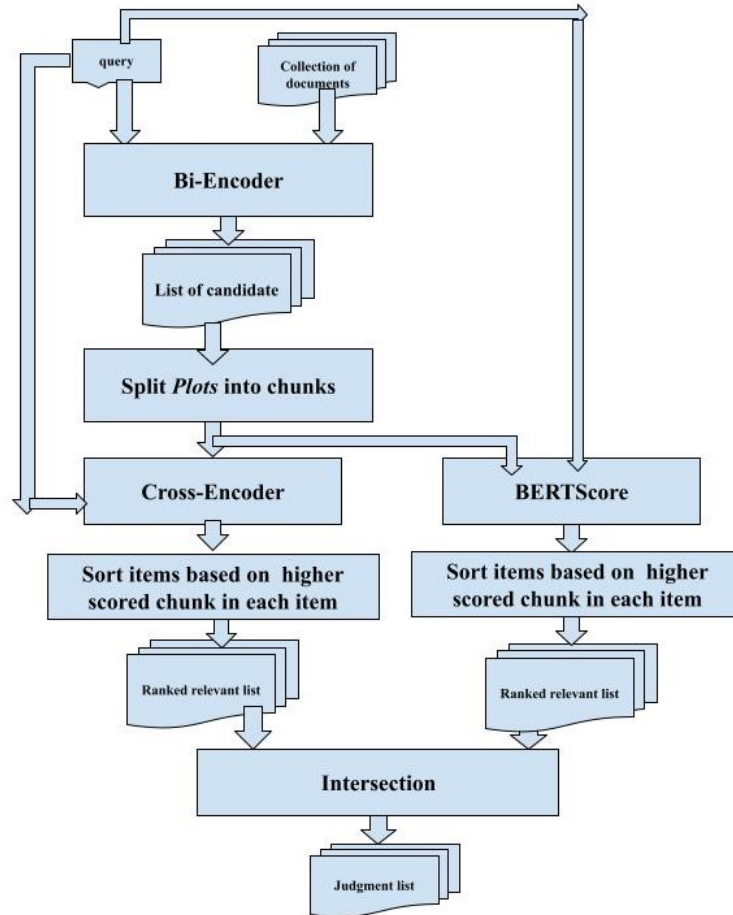 query
Collection of
documents
Bi-Encoder
List of candidate
Split Plots into chunks
Cross-Encoder
BERTScore
Sort items based on higher
scored chunk in each item
Sort items based on higher
scored chunk in each item
Ranked relevant list
Ranked relevant list
Intersection
Judgment list